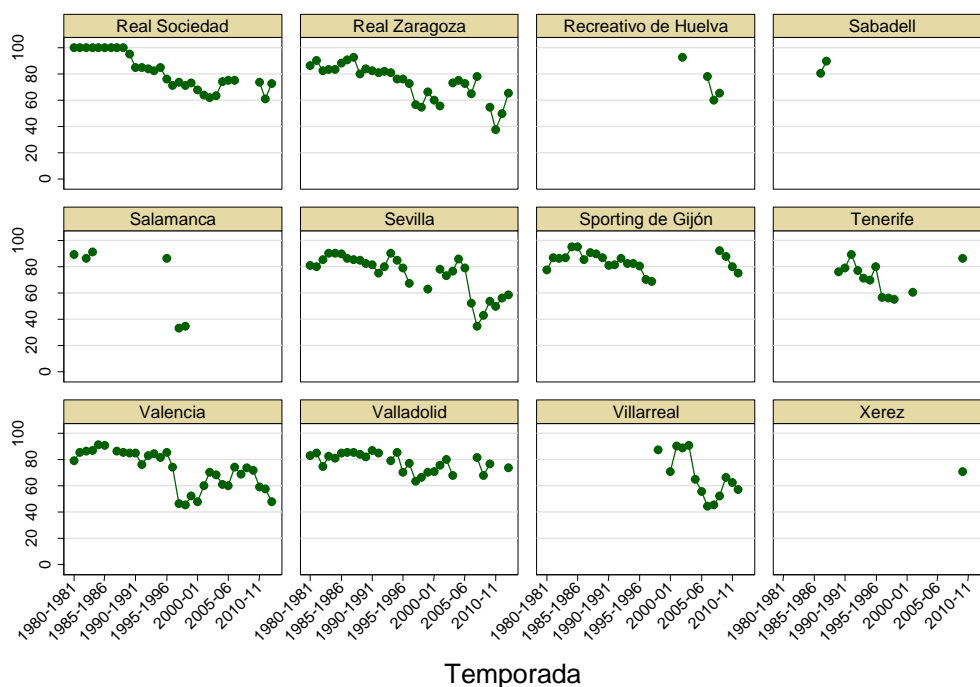 Real Sociedad
Real Zaragoza
Recreativo de Huelva
Sabadell
0 20 40 60 80 100
Salamanca
Sevilla
Sporting de Gijón
Tenerife
0 20 40 60 80 100
Valencia
Valladolid
Villarreal
Xerez
0 20 40 60 80 100
1980-1981 1985-1986 1990-1991 1995-1996 2000-01 2005-06 2010-11
1980-1981 1985-1986 1990-1991 1995-1996 2000-01 2005-06 2010-11
1980-1981 1985-1986 1990-1991 1995-1996 2000-01 2005-06 2010-11
1980-1981 1985-1986 1990-1991 1995-1996 2000-01 2005-06 2010-11
Temporada